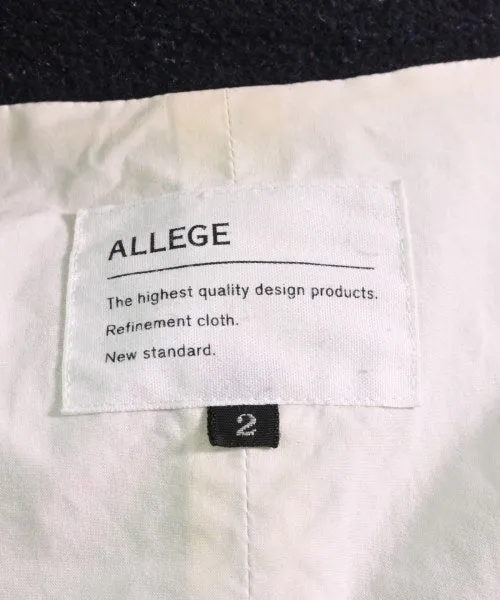 ALLEGE
The highest quality design products.
Refinement cloth.
New standard.
2